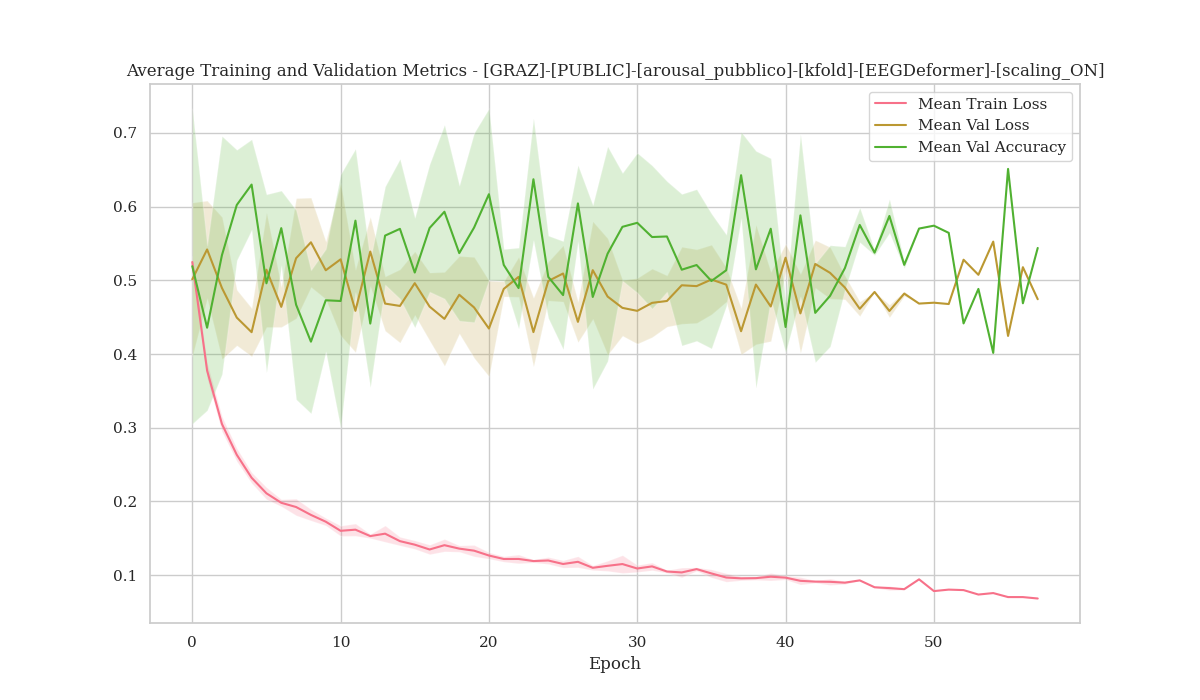 Average Training and Validation Metrics - [GRAZ]-[PUBLIC]-[arousal_pubblico]-[kfold]-[EEGDeformer]-[scaling_ON]
Mean Train Loss
Mean Val Loss
Mean Val Accuracy
0.7
0.6
0.5
0.4
0.3
0.2
0.1
0 10 20 30 40 50
Epoch